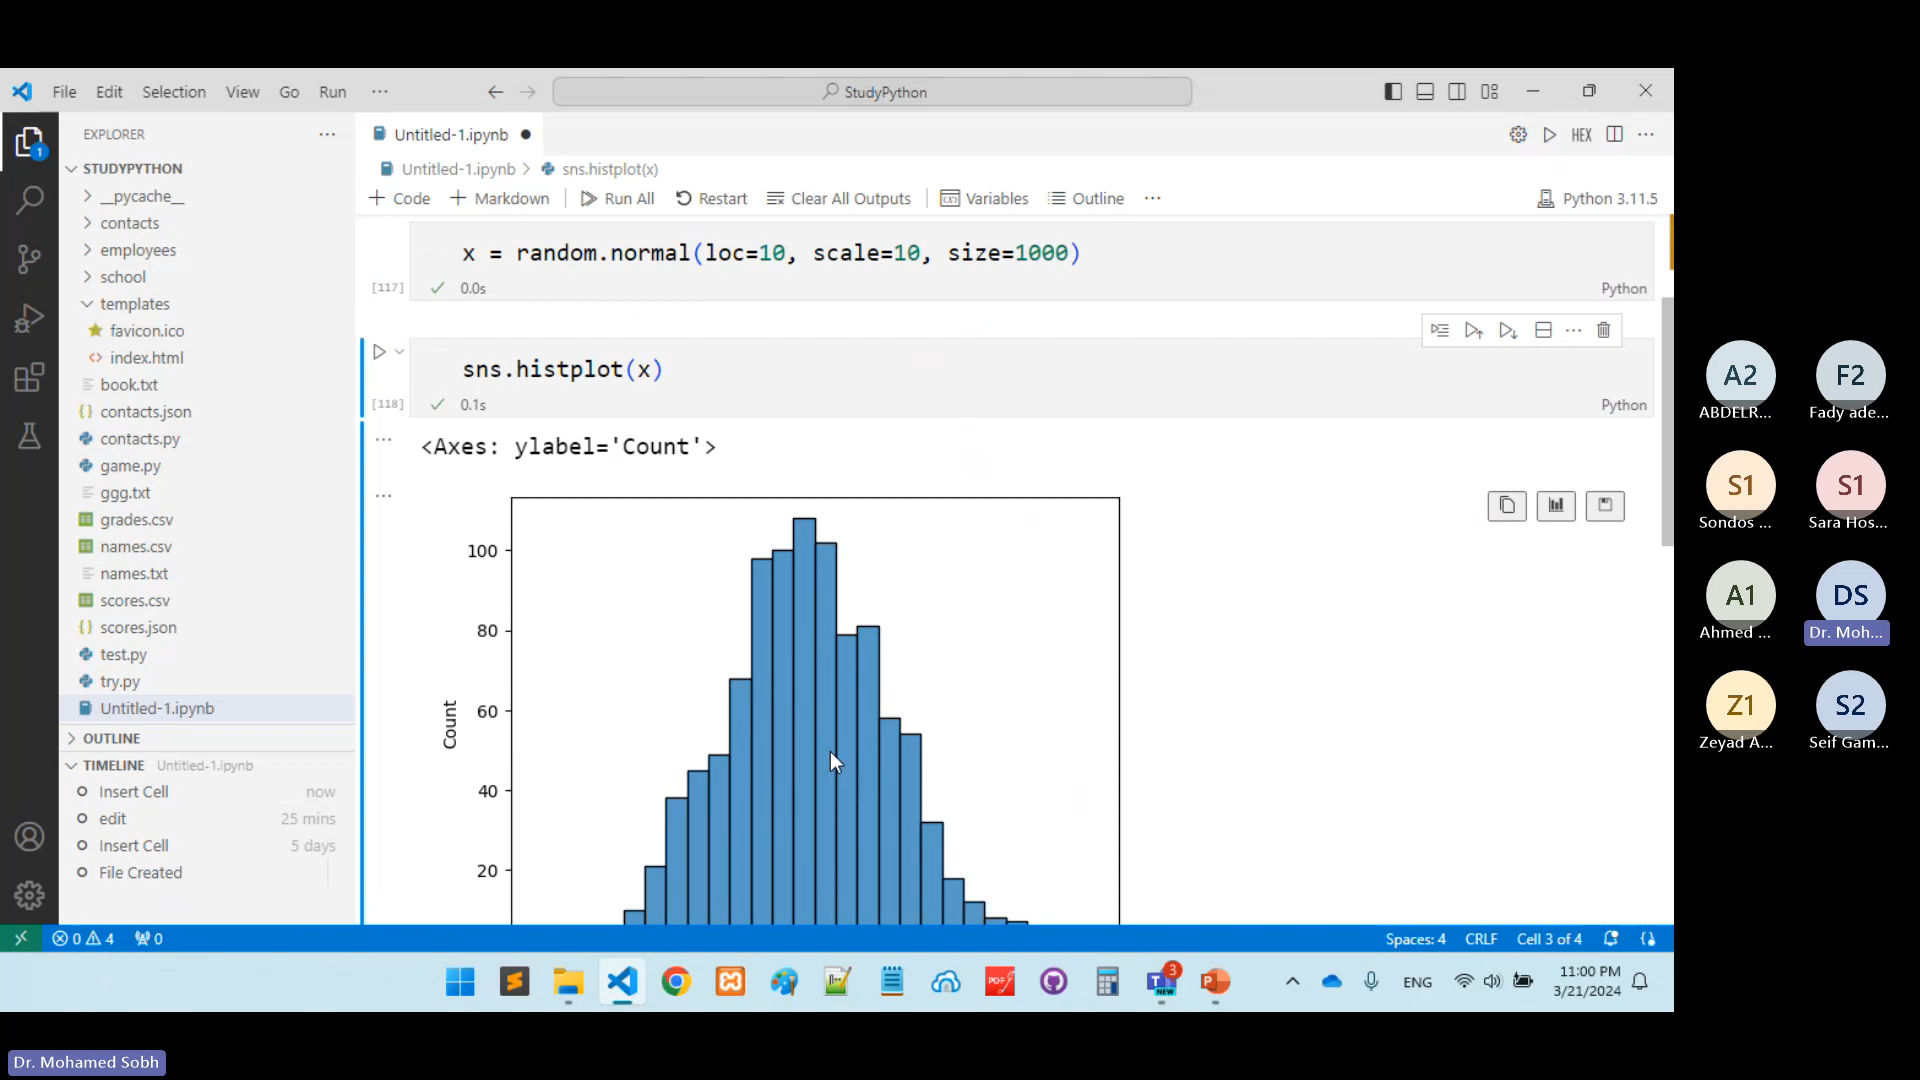 File Edit Selection View Go Run ··· StudyPython
EXPLORER ···
STUDYPYTHON
__pycache__
contacts
employees
school
templates
favicon.ico
index.html
book.txt
contacts.json
contacts.py
game.py
ggg.txt
grades.csv
names.csv
names.txt
scores.csv
scores.json
test.py
try.py
Untitled-1.ipynb
OUTLINE
TIMELINE Untitled-1.ipynb
Insert Cell now
edit 25 mins
Insert Cell 5 days
File Created
1
Untitled-1.ipynb
HEX
Untitled-1.ipynb > sns.histplot(x)
+ Code + Markdown Run All Restart Clear All Outputs Variables Outline ··· Python 3.11.5
x = random.normal(loc=10, scale=10, size=1000)
[117] 0.0s Python
sns.histplot(x)
[118] 0.1s Python
<Axes: ylabel='Count'>
100
80
60
40
20
Count
0 4 0 Spaces: 4 CRLF Cell 3 of 4
PDF
NEW
3
ENG
11:00 PM
3/21/2024
A2 F2
ABDELR... Fady ade...
S1 S1
Sondos ... Sara Hos...
A1 DS
Ahmed ... Dr. Moh...
Z1 S2
Zeyad A... Seif Gam...
Dr. Mohamed Sobh